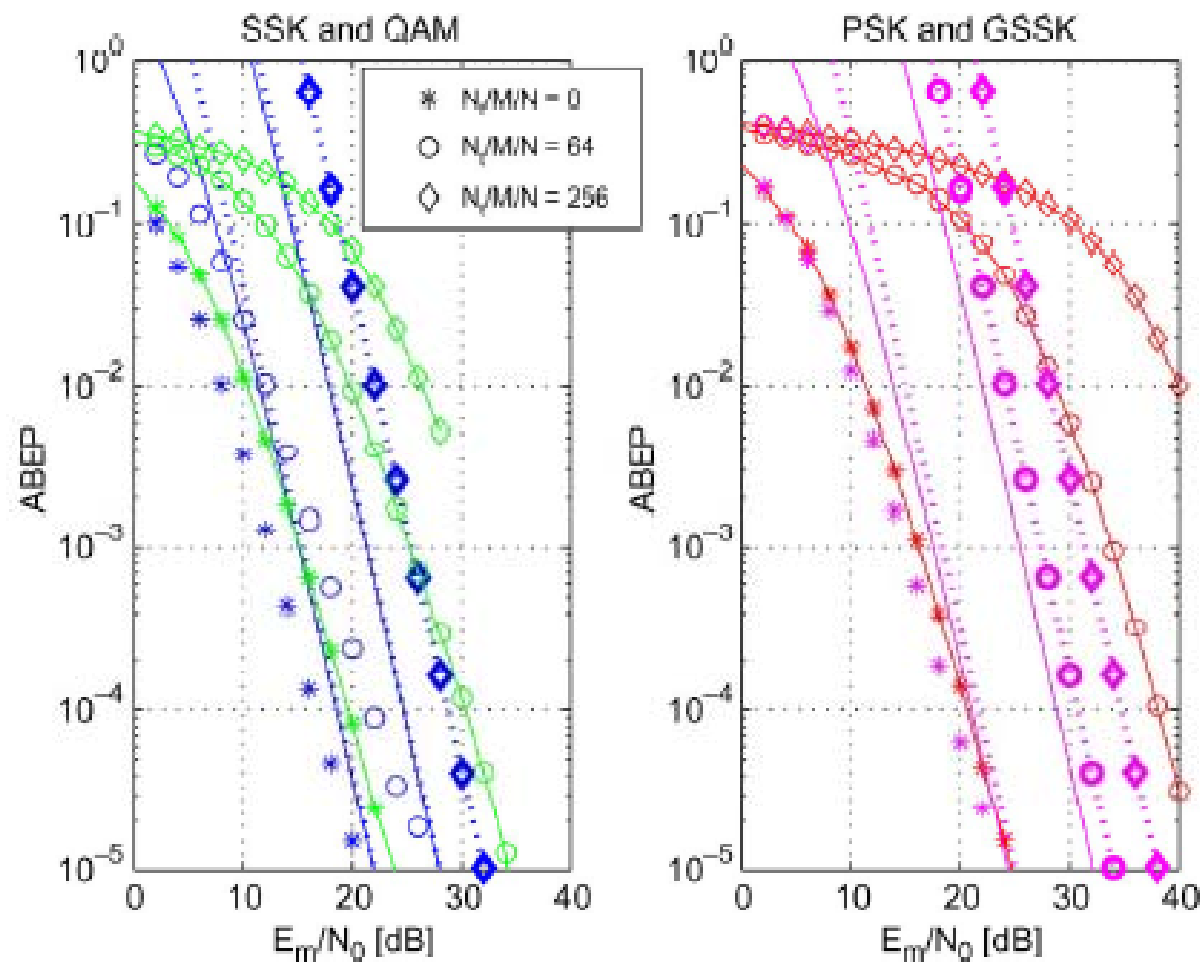 SSK and QAM
10^0
10^-1
10^-2
10^-3
10^-4
10^-5
ABEP
0 10 20 30 40
E_m/N_0 [dB]
N_t/M/N = 0
N_t/M/N = 64
N_t/M/N = 256
PSK and GSSK
10^0
10^-1
10^-2
10^-3
10^-4
10^-5
ABEP
0 10 20 30 40
E_m/N_0 [dB]